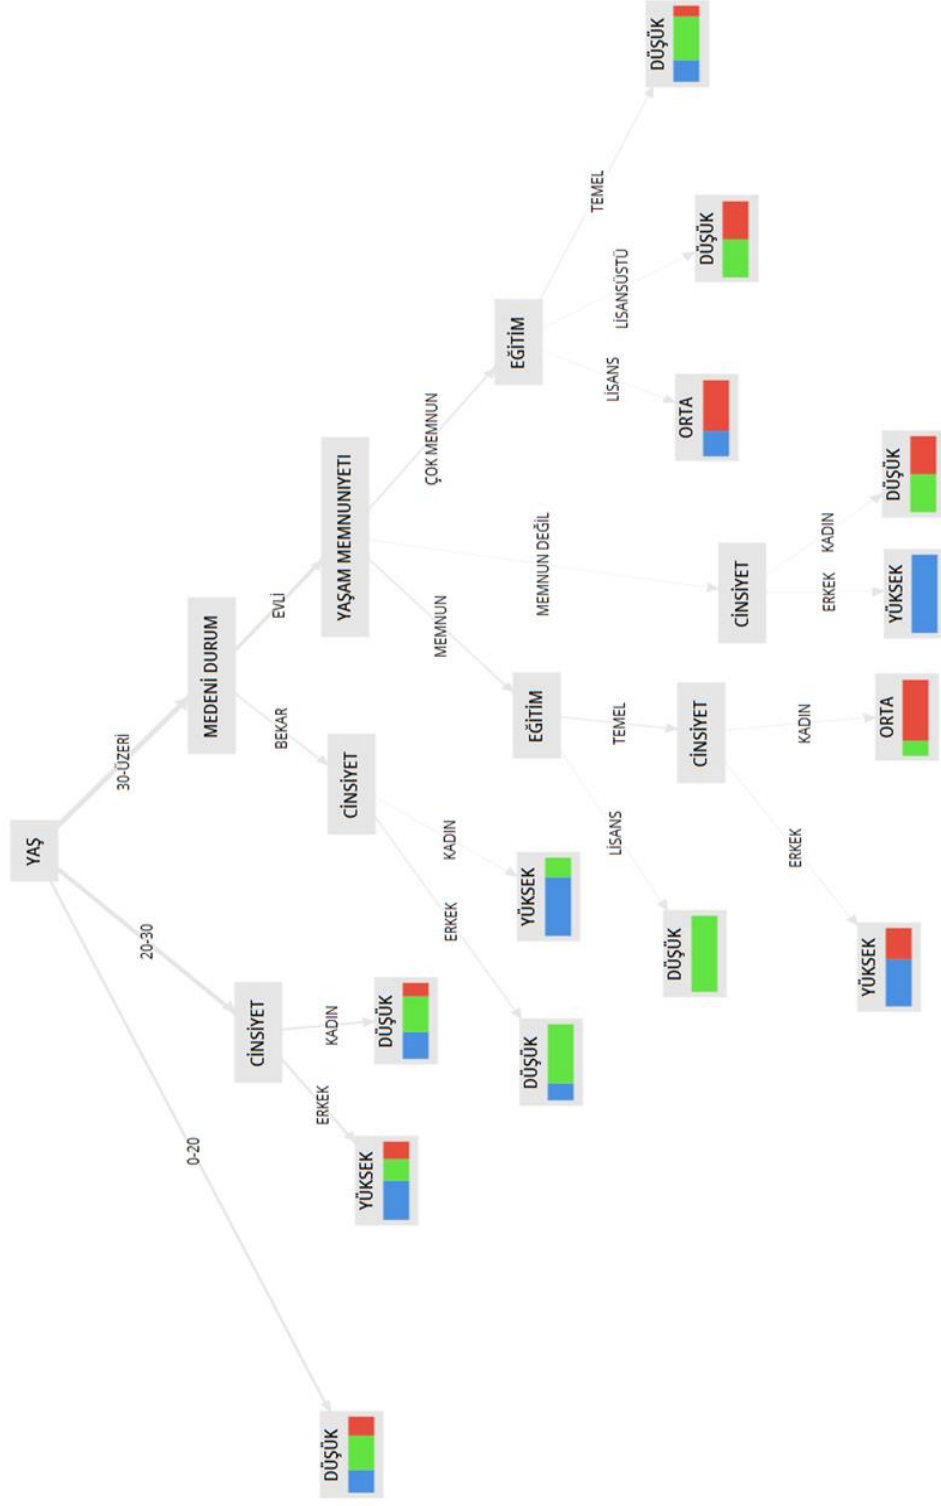 YAŞ
0-20
20-30
30-ÜZERİ
CİNSİYET
MEDENİ DURUM
BEKAR
EVLİ
DÜŞÜK
ERKEK
KADIN
CİNSİYET
YAŞAM MEMNUNIYETI
YÜKSEK
DÜŞÜK
ERKEK
KADIN
MEMNUN
ÇOK MEMNUN
DÜŞÜK
YÜKSEK
EĞİTİM
MEMNUN DEĞİL
EĞİTİM
LİSANS
TEMEL
LİSANS
LİSANSÜSTÜ
TEMEL
DÜŞÜK
CİNSİYET
CİNSİYET
ORTA
DÜŞÜK
DÜŞÜK
ERKEK
KADIN
ERKEK
KADIN
YÜKSEK
ORTA
YÜKSEK
DÜŞÜK